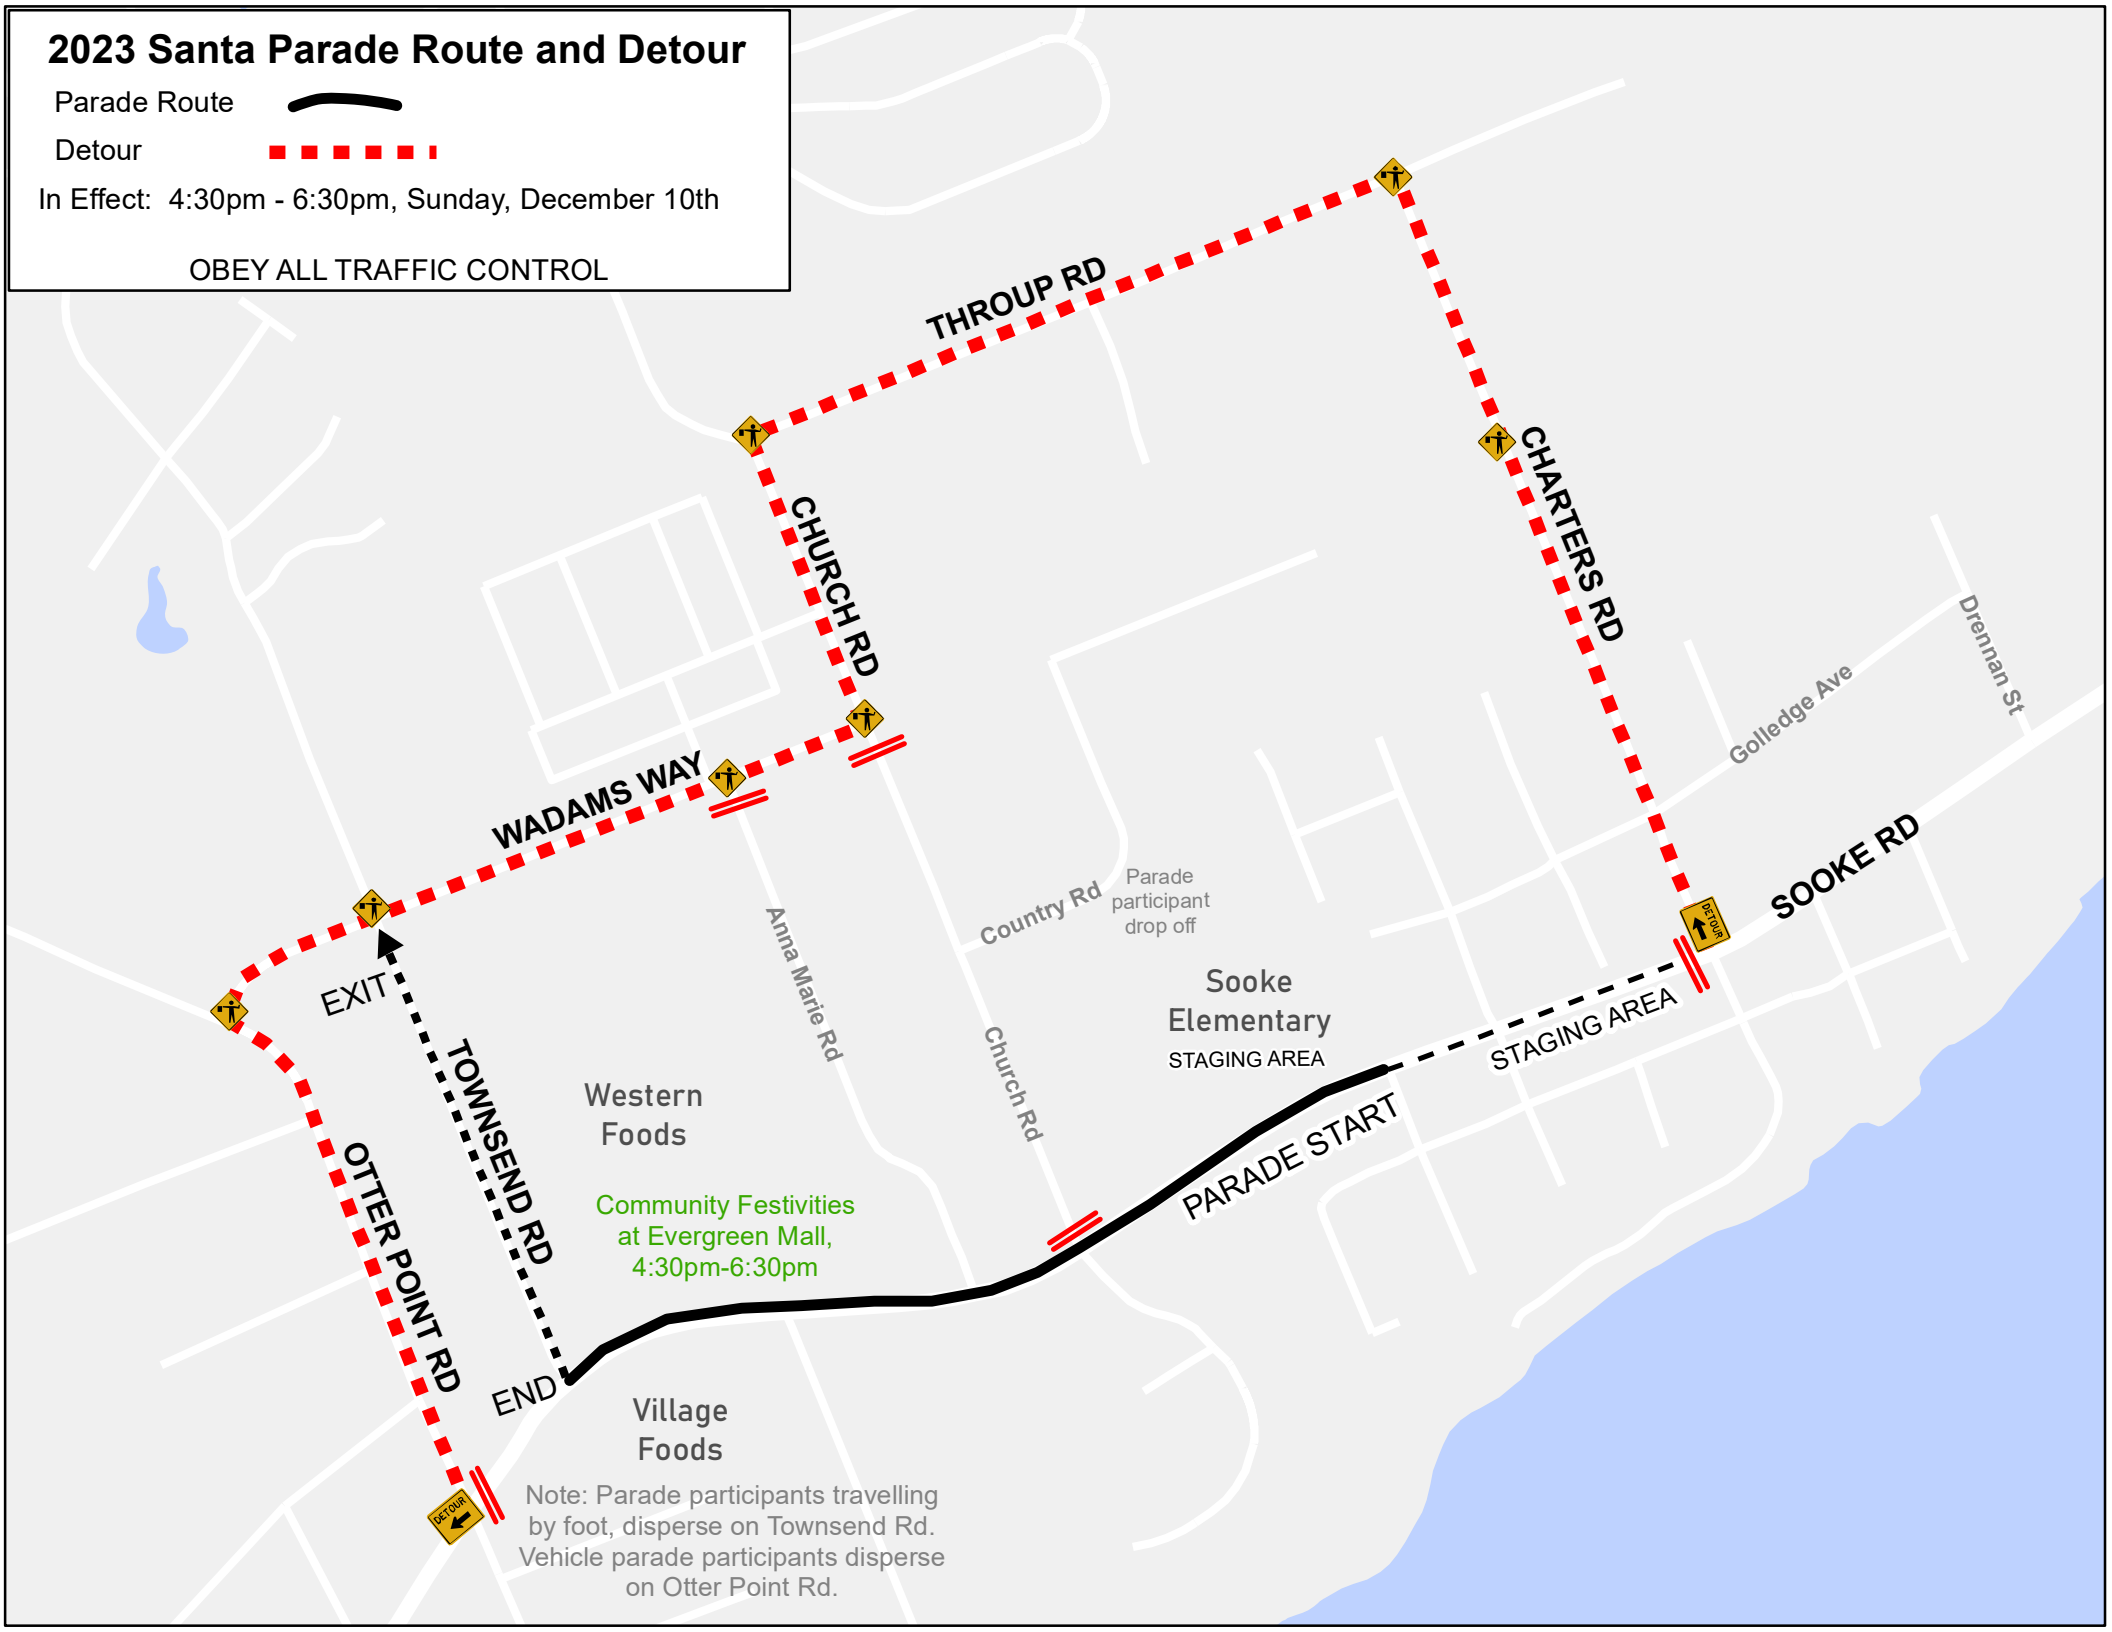 2023 Santa Parade Route and Detour
Parade Route
Detour
In Effect: 4:30pm - 6:30pm, Sunday, December 10th
OBEY ALL TRAFFIC CONTROL
THROUP RD
CHURCH RD
CHARTERS RD
Drennan St
Golledge Ave
WADAMS WAY
SOOKE RD
Country Rd
Parade
participant
drop off
DETOUR
Anna Marie Rd
EXIT
Sooke
Elementary
STAGING AREA
STAGING AREA
Church Rd
TOWNSEND RD
Western
Foods
PARADE START
OTTER POINT RD
Community Festivities
at Evergreen Mall,
4:30pm-6:30pm
END
Village
Foods
DETOUR
Note: Parade participants travelling
by foot, disperse on Townsend Rd.
Vehicle parade participants disperse
on Otter Point Rd.